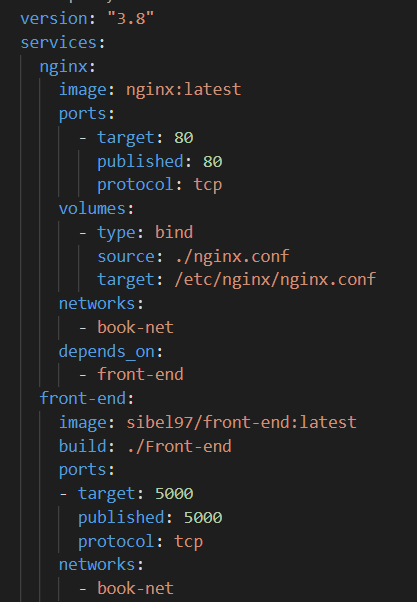 version: "3.8"
services:
  nginx:
    image: nginx:latest
    ports:
      - target: 80
        published: 80
        protocol: tcp
    volumes:
      - type: bind
        source: ./nginx.conf
        target: /etc/nginx/nginx.conf
    networks:
      - book-net
    depends_on:
      - front-end
  front-end:
    image: sibel97/front-end:latest
    build: ./Front-end
    ports:
    - target: 5000
      published: 5000
      protocol: tcp
    networks:
      - book-net